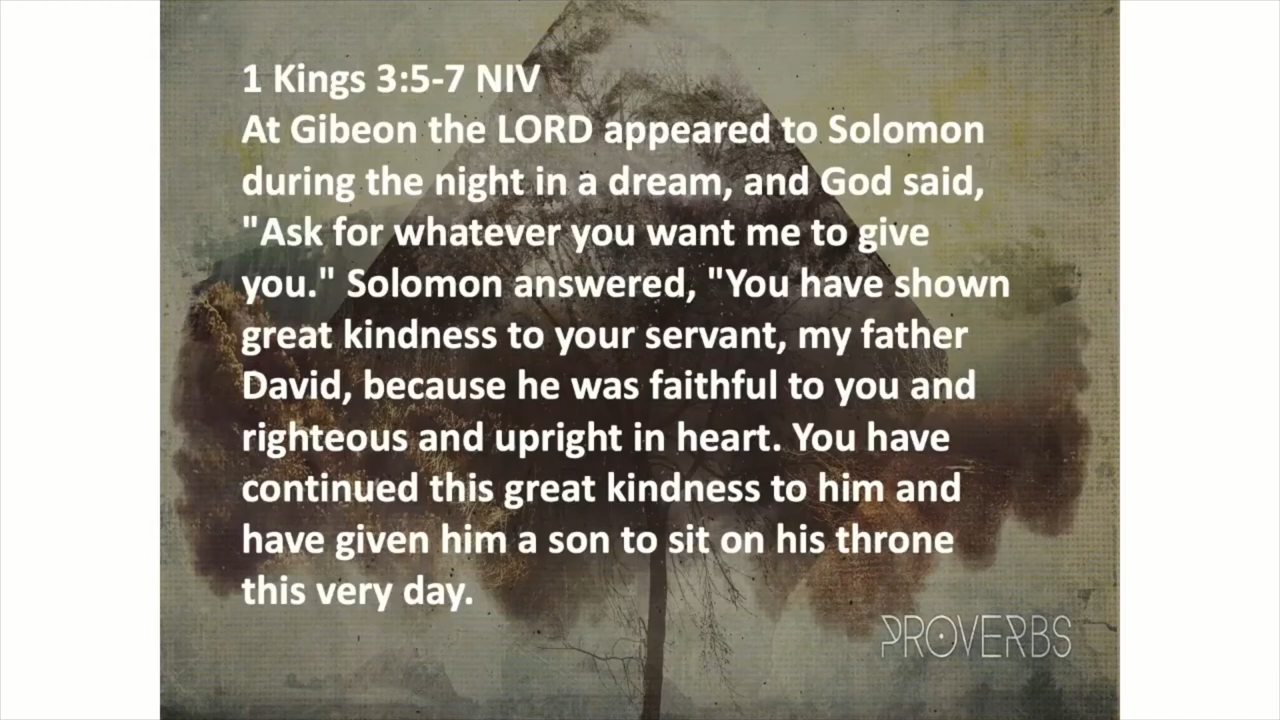 1 Kings 3:5-7 NIV
At Gibeon the LORD appeared to Solomon
during the night in a dream, and God said,
"Ask for whatever you want me to give
you." Solomon answered, "You have shown
great kindness to your servant, my father
David, because he was faithful to you and
righteous and upright in heart. You have
continued this great kindness to him and
have given him a son to sit on his throne
this very day.
PROVERBS